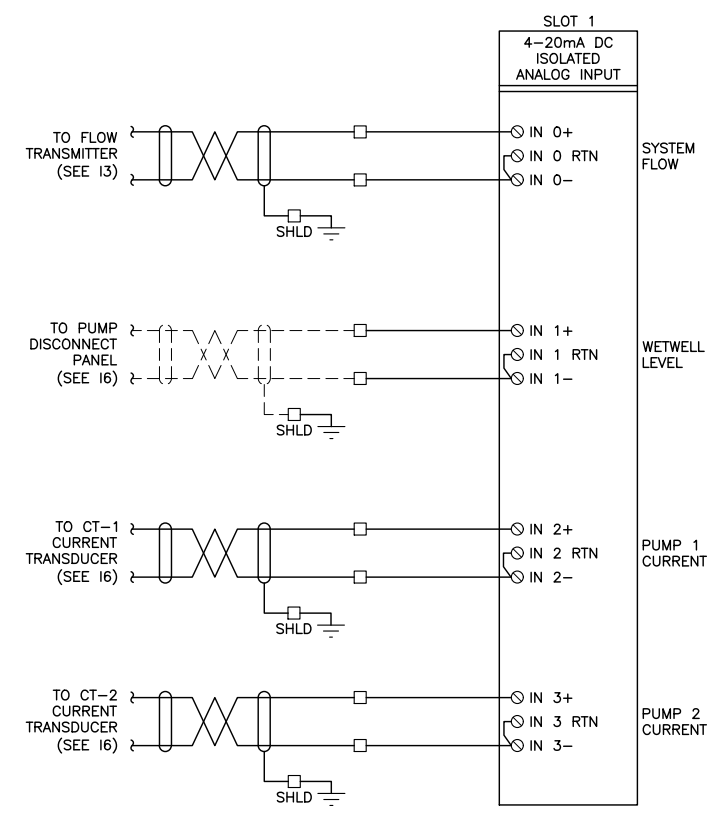 SLOT 1
4-20mA DC
ISOLATED
ANALOG INPUT
TO FLOW
TRANSMITTER
(SEE I3)
IN 0+
IN 0 RTN
IN 0-
SYSTEM
FLOW
SHLD
TO PUMP
DISCONNECT
PANEL
(SEE I6)
IN 1+
IN 1 RTN
IN 1-
WETWELL
LEVEL
SHLD
TO CT-1
CURRENT
TRANSDUCER
(SEE I6)
IN 2+
IN 2 RTN
IN 2-
PUMP 1
CURRENT
SHLD
TO CT-2
CURRENT
TRANSDUCER
(SEE I6)
IN 3+
IN 3 RTN
IN 3-
PUMP 2
CURRENT
SHLD